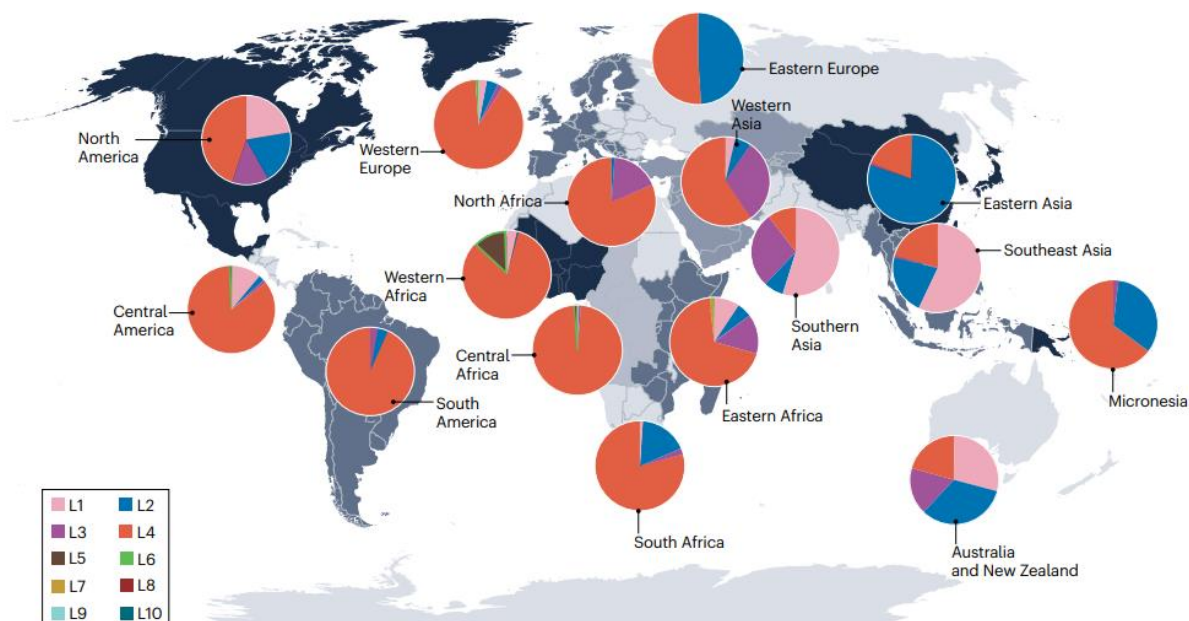 Eastern Europe
Western
Asia
North
America
Western
Europe
North Africa
Eastern Asia
Southeast Asia
Western
Africa
Central
America
Southern
Asia
Central
Africa
South
America
Eastern Africa
Micronesia
South Africa
Australia
and New Zealand
L1 L2
L3 L4
L5 L6
L7 L8
L9 L10